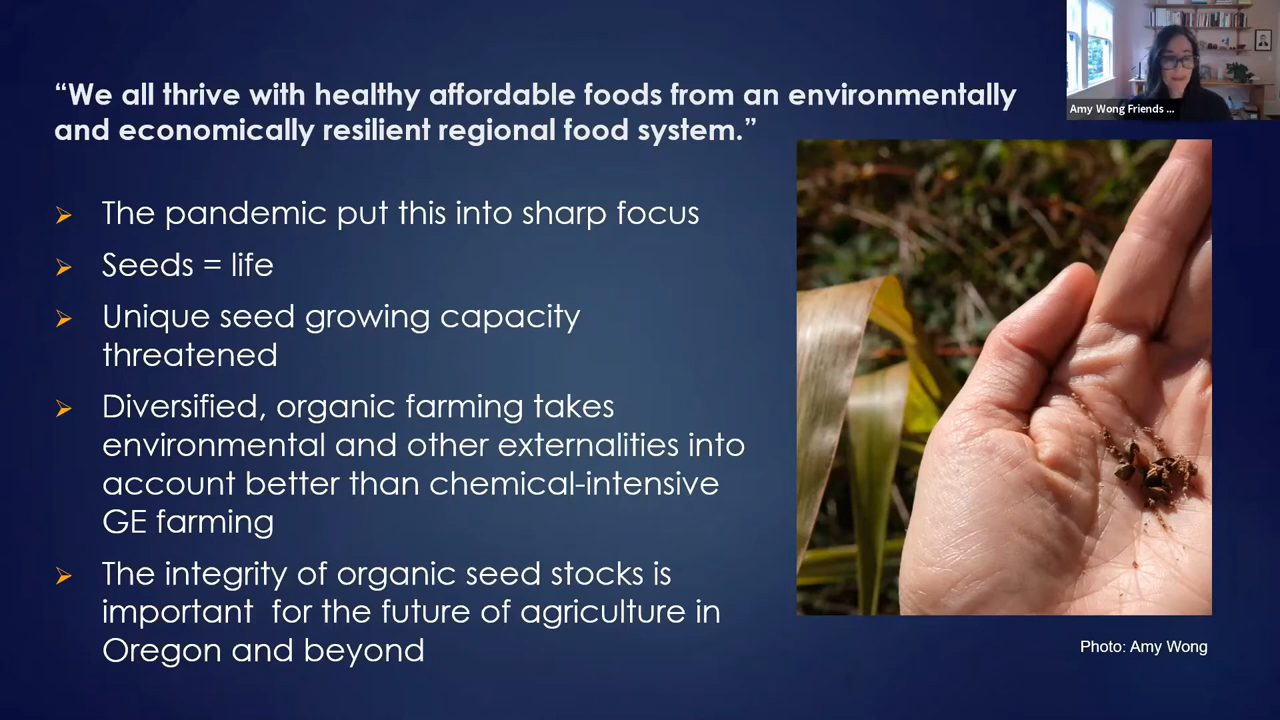 Amy Wong Friends ...
“We all thrive with healthy affordable foods from an environmentally
and economically resilient regional food system.”
The pandemic put this into sharp focus
Seeds = life
Unique seed growing capacity
threatened
Diversified, organic farming takes
environmental and other externalities into
account better than chemical-intensive
GE farming
The integrity of organic seed stocks is
important  for the future of agriculture in
Oregon and beyond
Photo: Amy Wong